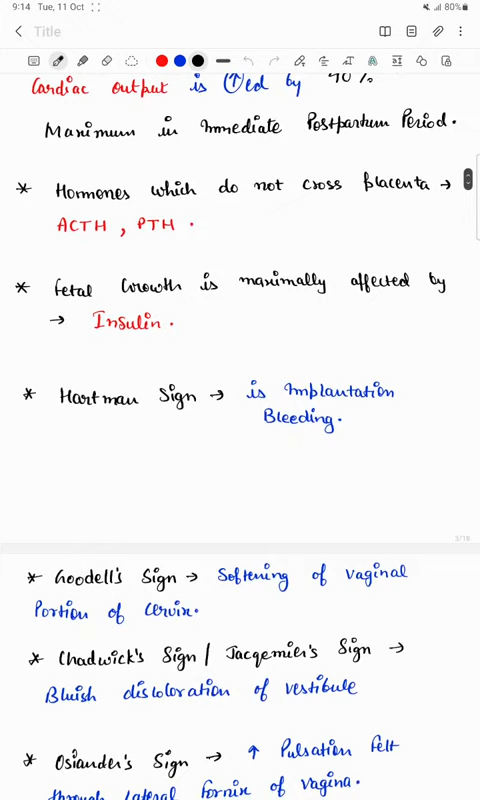 9:14 Tue, 11 Oct
80%
Title
Cardiac output is (↑)ed by 40%
Maximum in Immediate Postpartum Period.
* Hormones which do not cross placenta →
ACTH, PTH.
* Fetal Growth is maximally affected by
→ Insulin.
* Hartman Sign → is Implantation
Bleeding.
3/18
* Goodell's Sign → Softening of vaginal
Portion of Cervix.
* Chadwick's Sign / Jacqemier's Sign →
Bluish discloration of vestibule
* Osiander's Sign → ↑ Pulsation felt
through lateral fornix of vagina.